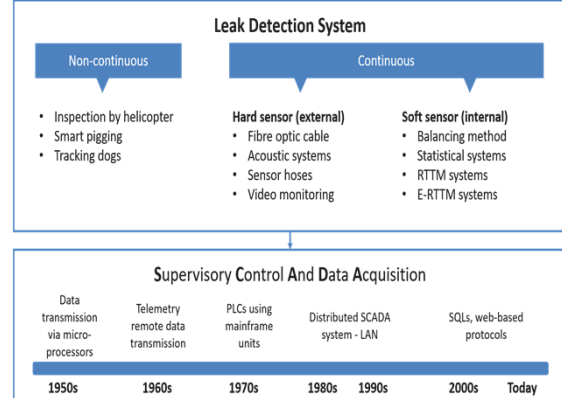 Leak Detection System
Non-continuous
Continuous
• Inspection by helicopter
• Smart pigging
• Tracking dogs
Hard sensor (external)
• Fibre optic cable
• Acoustic systems
• Sensor hoses
• Video monitoring
Soft sensor (internal)
• Balancing method
• Statistical systems
• RTTM systems
• E-RTTM systems
Supervisory Control And Data Acquisition
Data
transmission
via micro-
processors
Telemetry
remote data
transmission
PLCs using
mainframe
units
Distributed SCADA
system - LAN
SQLs, web-based
protocols
1950s 1960s 1970s 1980s 1990s 2000s Today